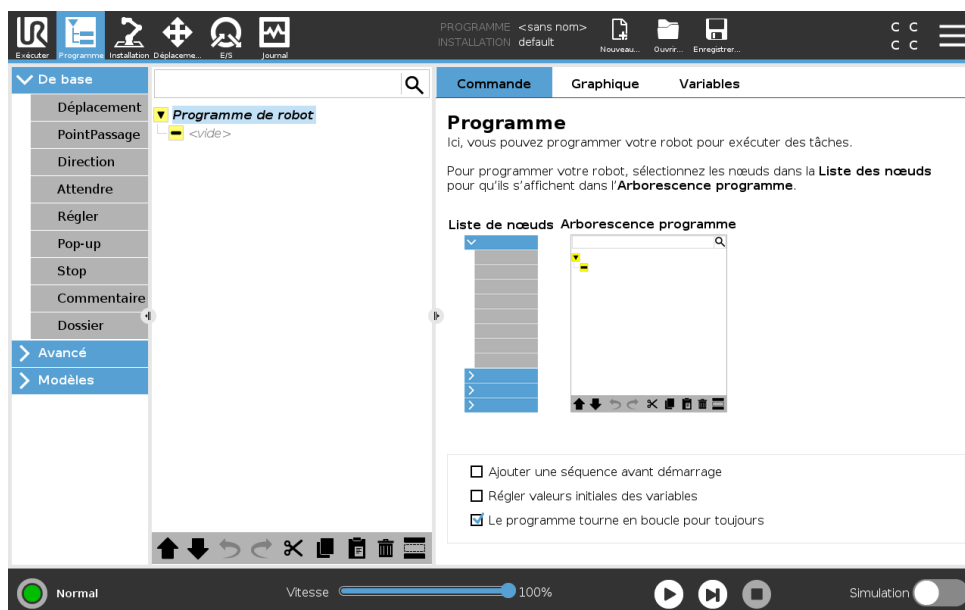 UR
PROGRAMME <sans nom>
INSTALLATION default
Exécuter Programme Installation Déplaceme... E/S Journal
Nouveau... Ouvrir... Enregistrer...
C C
C C
De base
Déplacement
PointPassage
Direction
Attendre
Régler
Pop-up
Stop
Commentaire
Dossier
Avancé
Modèles
Programme de robot
<vide>
Commande Graphique Variables
Programme
Ici, vous pouvez programmer votre robot pour exécuter des tâches.
Pour programmer votre robot, sélectionnez les nœuds dans la Liste des nœuds
pour qu’ils s’affichent dans l’Arborescence programme.
Liste de nœuds Arborescence programme
Ajouter une séquence avant démarrage
Régler valeurs initiales des variables
Le programme tourne en boucle pour toujours
Normal
Vitesse 100%
Simulation